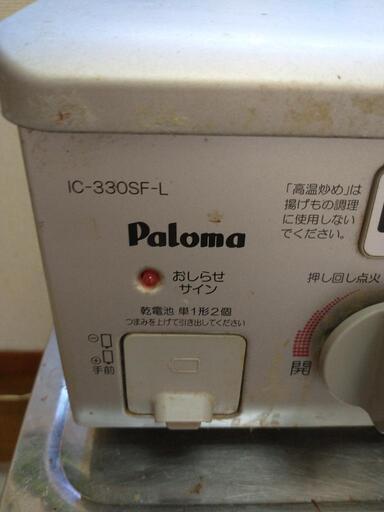 IC-330SF-L
「高温炒め」は
揚げもの調理
に使用しない
でください。
Paloma
おしらせ
サイン
乾電池 単1形2個
つまみを上げて引き出してください
⊖
⊕
手前
押し回し点火
開